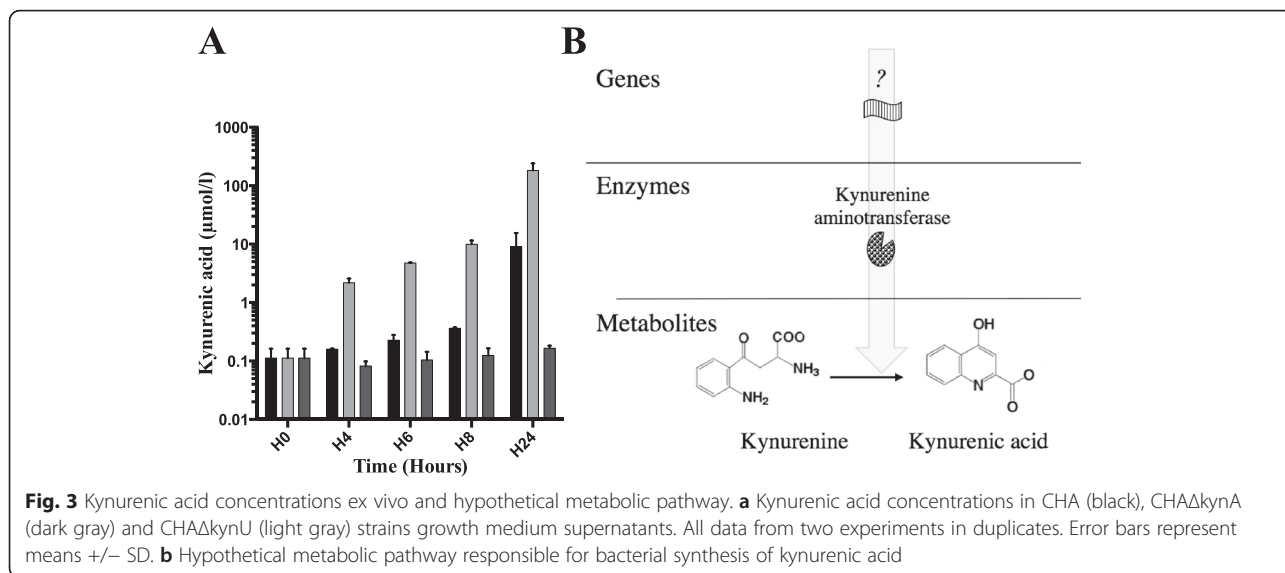 A
B
1000
100
10
1
0.1
0.01
Kynurenic acid (µmol/l)
H0
H4
H6
H8
H24
Time (Hours)
Genes
?
Enzymes
Kynurenine
aminotransferase
Metabolites
O
COO
NH₃
NH₂
OH
N
O
O
Kynurenine
Kynurenic acid
Fig. 3 Kynurenic acid concentrations ex vivo and hypothetical metabolic pathway. a Kynurenic acid concentrations in CHA (black), CHAΔkynA
(dark gray) and CHAΔkynU (light gray) strains growth medium supernatants. All data from two experiments in duplicates. Error bars represent
means +/− SD. b Hypothetical metabolic pathway responsible for bacterial synthesis of kynurenic acid